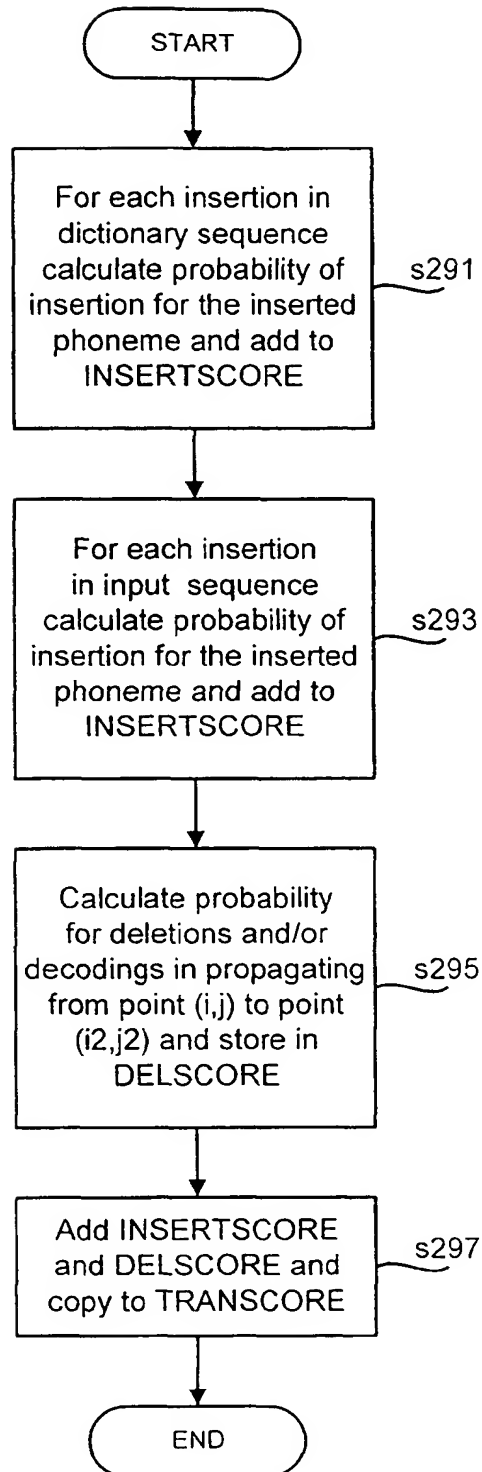 START
For each insertion in
dictionary sequence
calculate probability of
insertion for the inserted
phoneme and add to
INSERTSCORE
s291
For each insertion
in input sequence
calculate probability of
insertion for the inserted
phoneme and add to
INSERTSCORE
s293
Calculate probability
for deletions and/or
decodings in propagating
from point (i,j) to point
(i2,j2) and store in
DELSCORE
s295
Add INSERTSCORE
and DELSCORE and
copy to TRANSCORE
s297
END